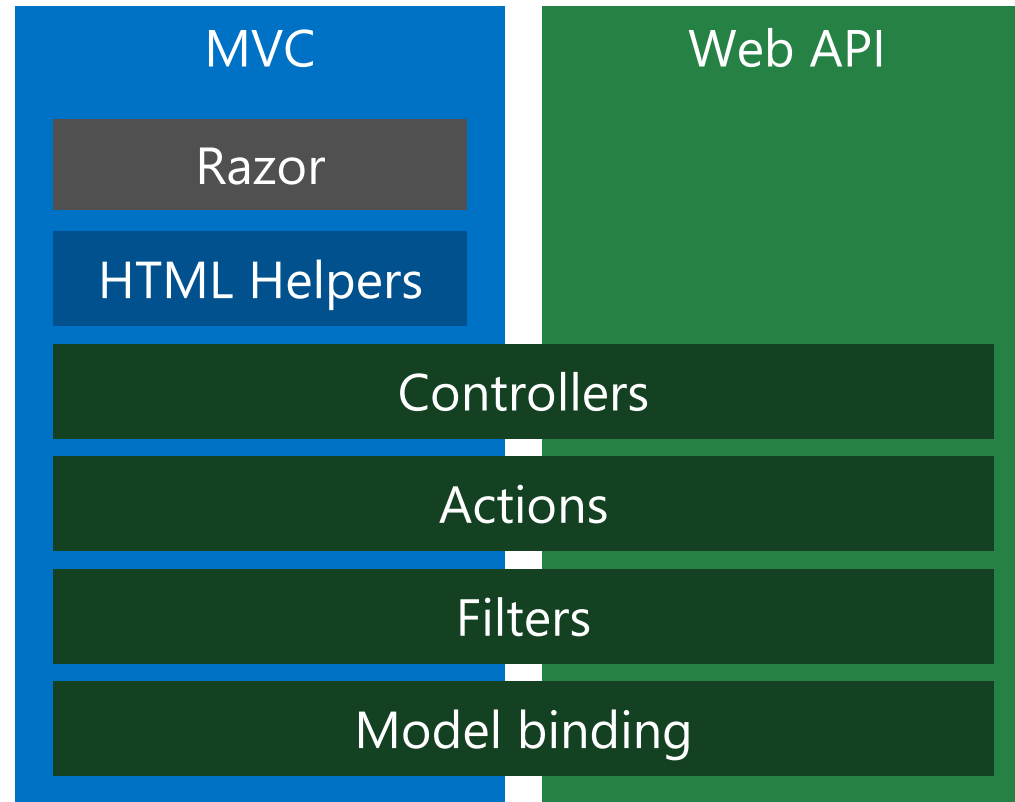 MVC
Web API
Razor
HTML Helpers
Controllers
Actions
Filters
Model binding